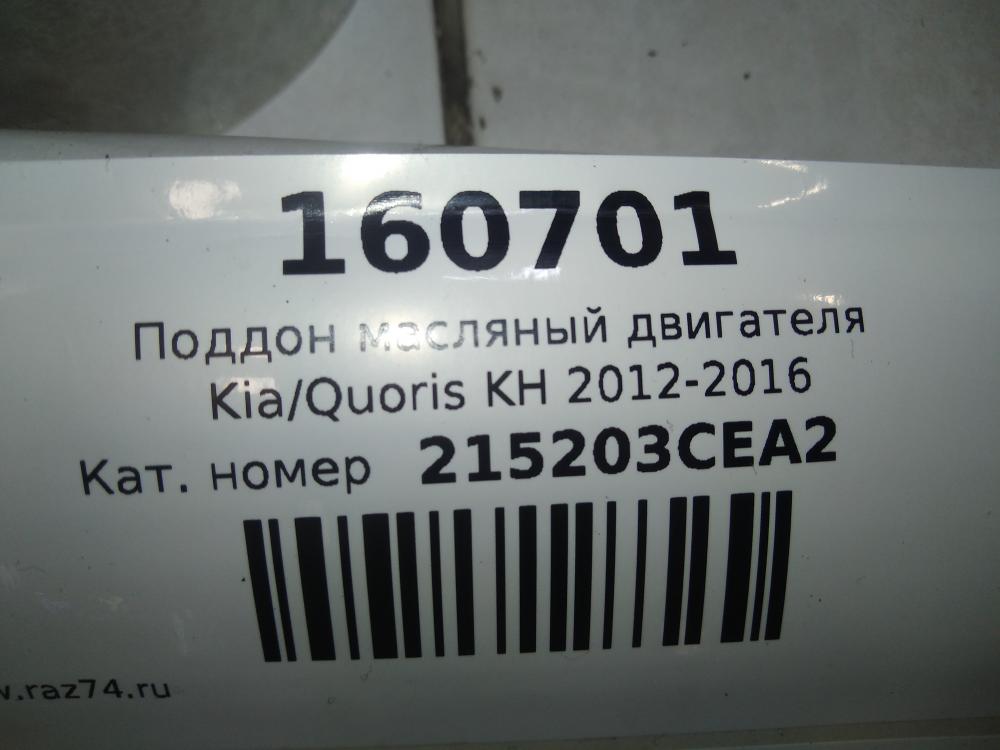 160701
Поддон масляный двигателя
Kia/Quoris KH 2012-2016
Кат. номер 215203CEA2
w.raz74.ru